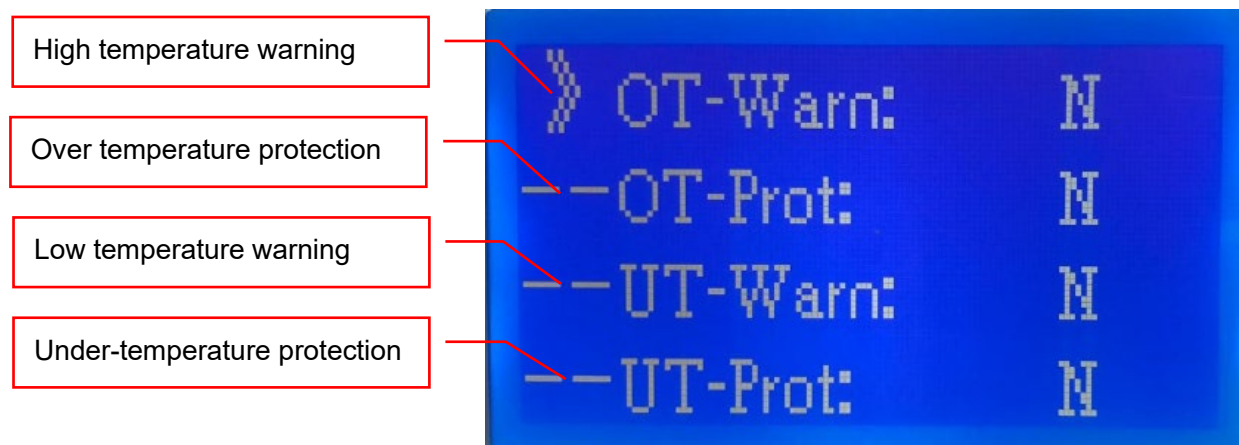 High temperature warning
Over temperature protection
Low temperature warning
Under-temperature protection
》OT-Warn: N
——OT-Prot: N
——UT-Warn: N
——UT-Prot: N